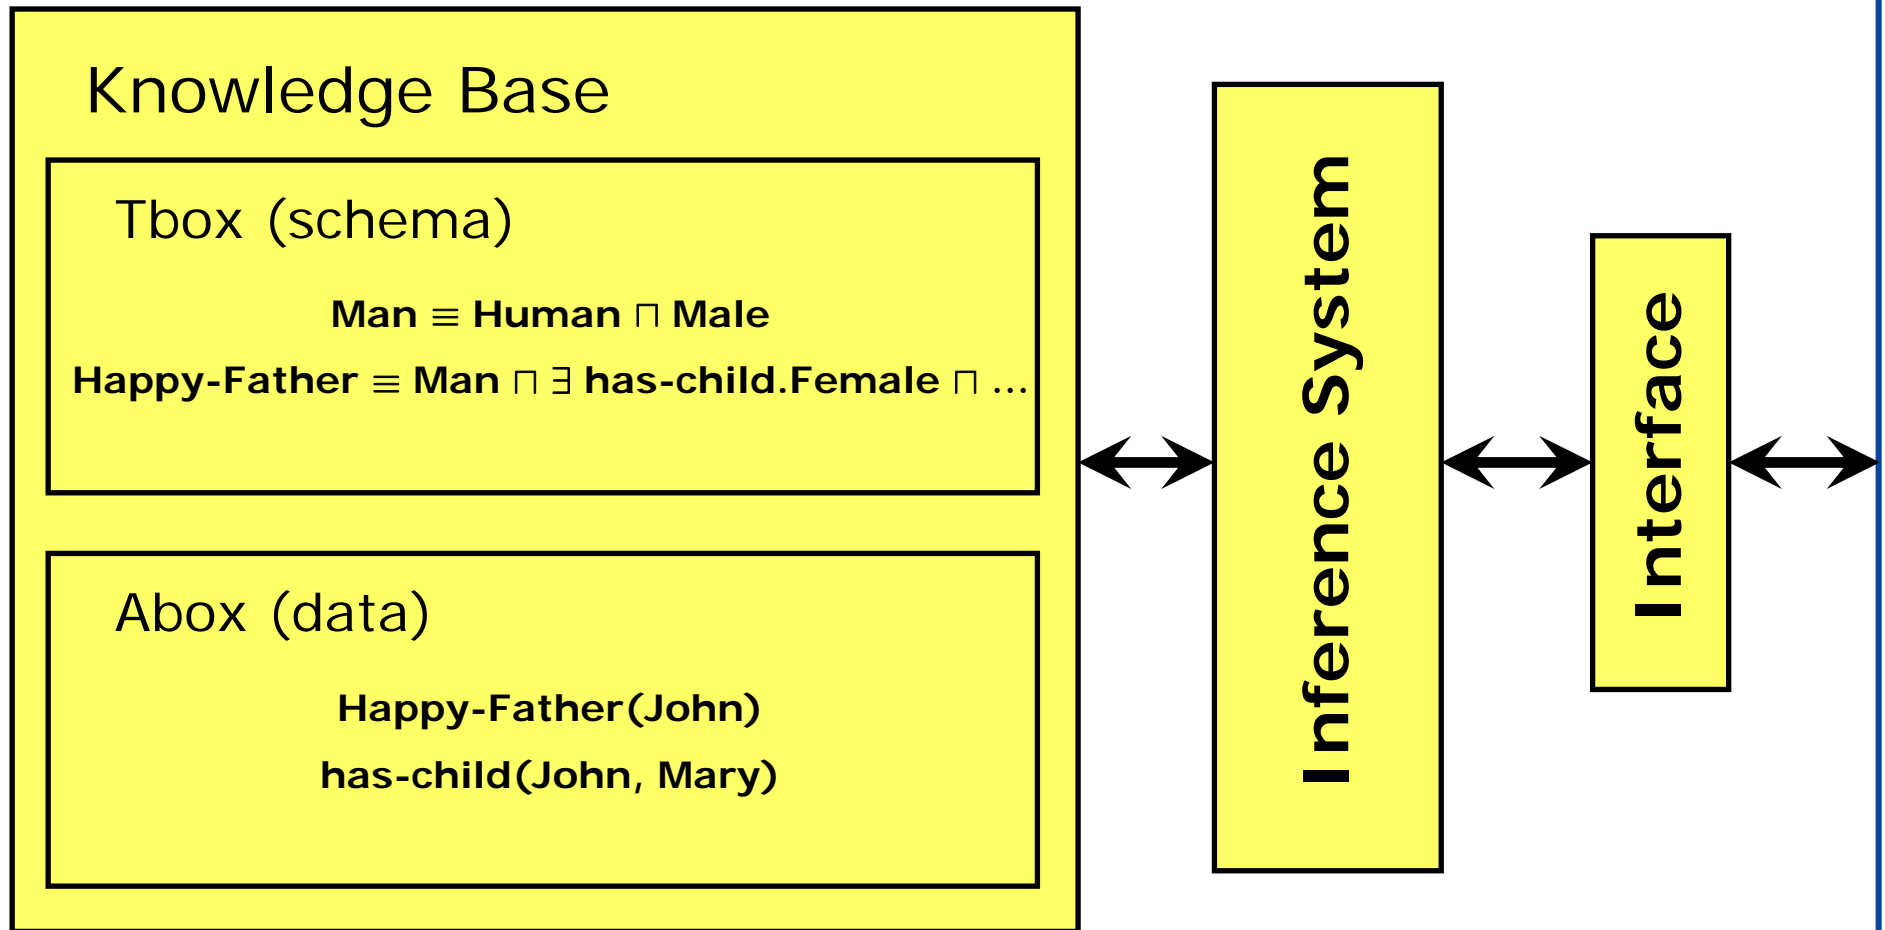 Knowledge Base
Tbox (schema)
Man ≡ Human ⊓ Male
Happy-Father ≡ Man ⊓ ∃ has-child.Female ⊓ …
Abox (data)
Happy-Father(John)
has-child(John, Mary)
Inference System
Interface